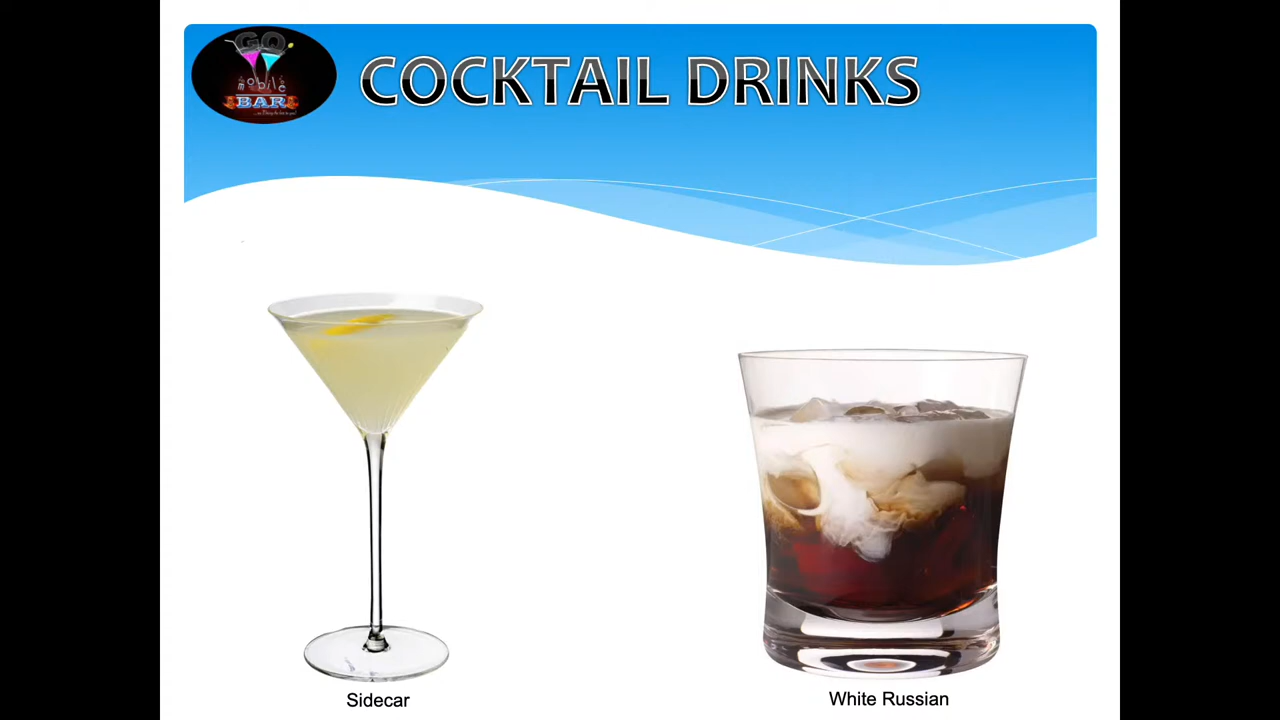 GO
mobile
BAR
COCKTAIL DRINKS
Sidecar
White Russian